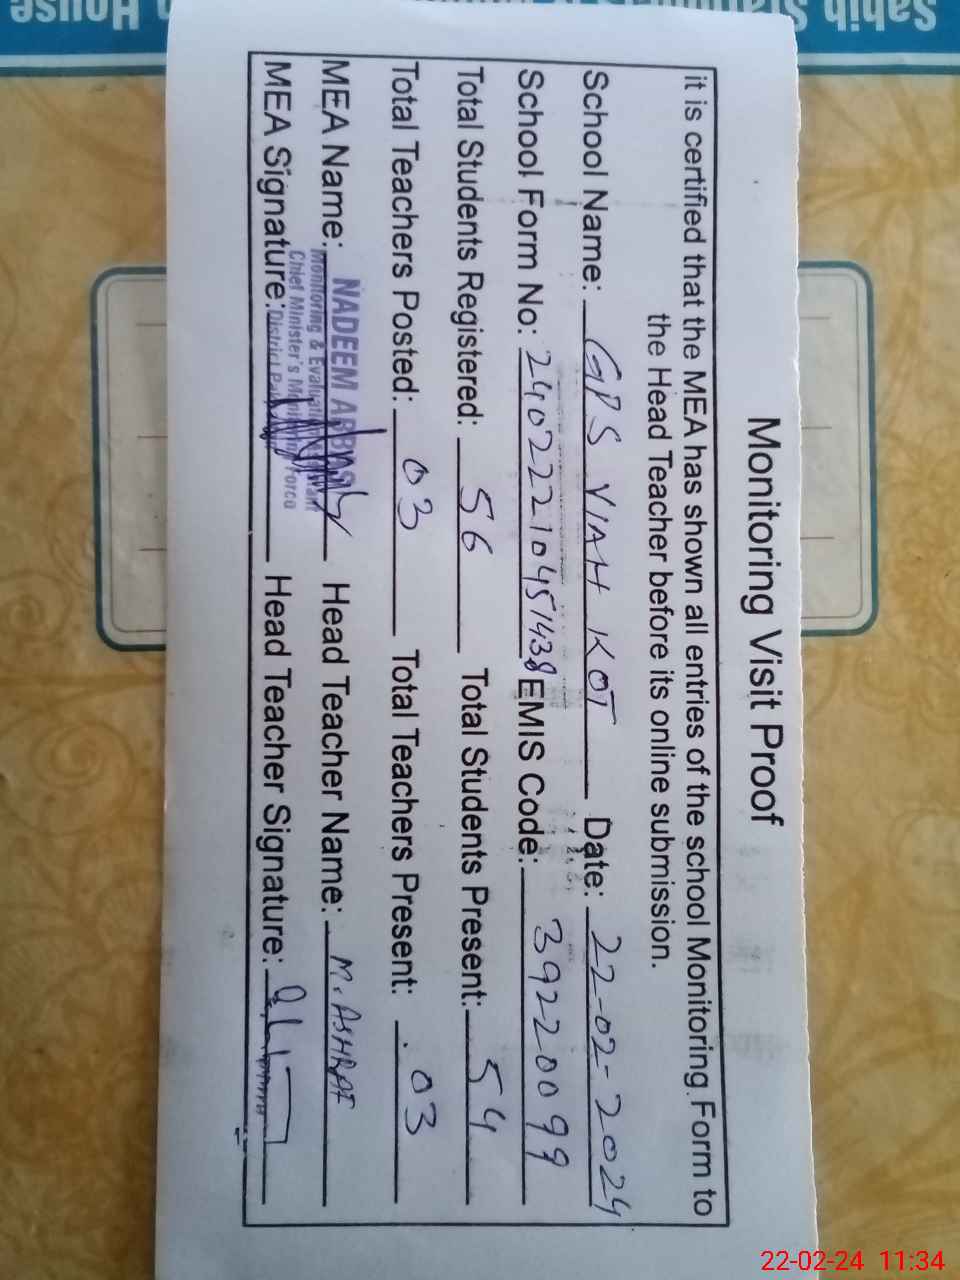 Monitoring Visit Proof
it is certified that the MEA has shown all entries of the school Monitoring Form to
the Head Teacher before its online submission.
School Name: GPS VIAH KOT Date: 22-02-2024
School Form No: 24022210451438 EMIS Code: 39220099
Total Students Registered: 56 Total Students Present: 54
Total Teachers Posted: 03 Total Teachers Present: 03
MEA Name: NADEEM ABBAS Head Teacher Name: M. ASHRAF
Monitoring & Evaluation
Chief Minister's Monitoring Force
MEA Signature: District Head Teacher Signature:
Sahib
House
22-02-24 11:34